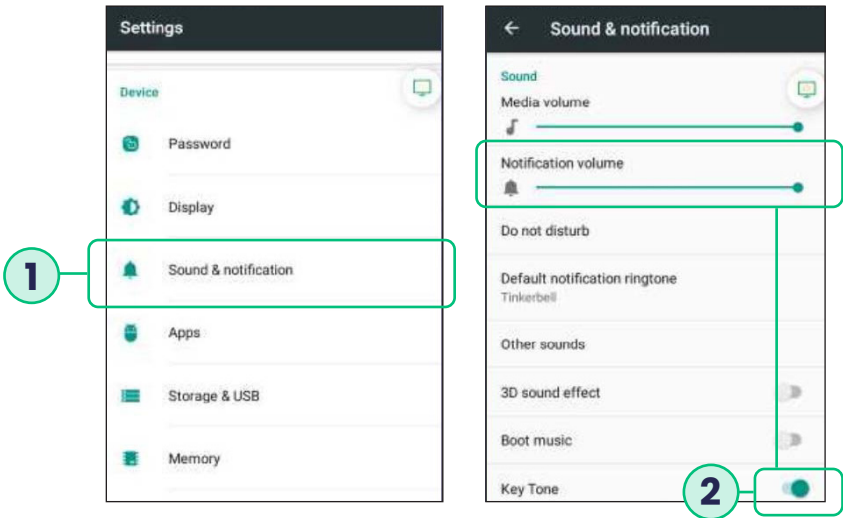 Settings
Device
Password
Display
1
Sound & notification
Apps
Storage & USB
Memory
Sound & notification
Sound
Media volume
Notification volume
Do not disturb
Default notification ringtone
Tinkerbell
Other sounds
3D sound effect
Boot music
Key Tone
2